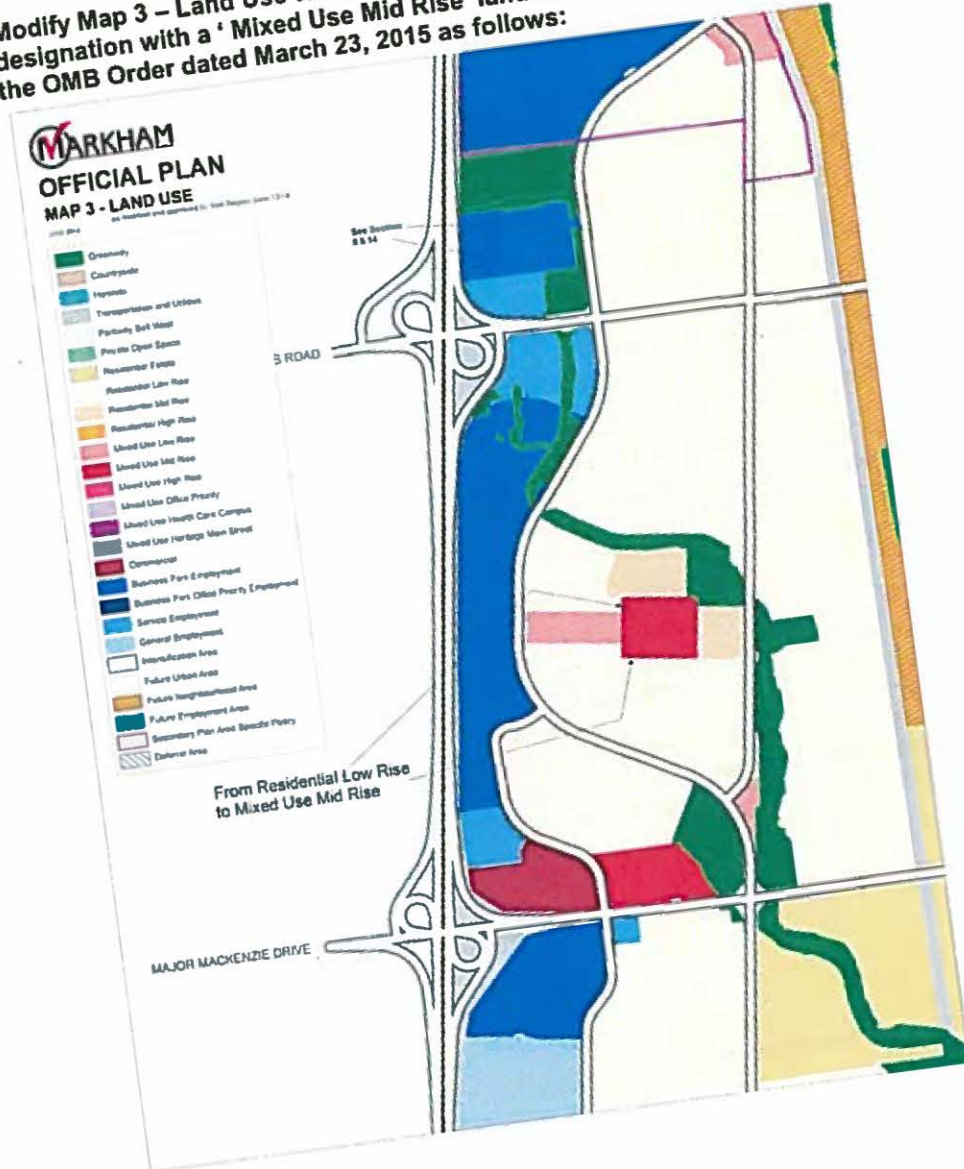 Modify Map 3 – Land Use
designation with a ‘ Mixed Use Mid Rise’
the OMB Order dated March 23, 2015 as follows:
MARKHAM
OFFICIAL PLAN
MAP 3 - LAND USE
See Section
Greenway
Countryside
Hamlets
Transportation and Utilities
Parkway Belt West
Private Open Space
Residential Estate
Residential Low Rise
Residential Mid Rise
Residential High Rise
Mixed Use Low Rise
Mixed Use Mid Rise
Mixed Use High Rise
Mixed Use Office Priority
Mixed Use Health Care Campus
Mixed Use Heritage Main Street
Commercial
Business Park Employment
Business Park Office Priority Employment
Service Employment
General Employment
Intensification Area
Future Urban Area
Future Neighbourhood Area
Future Employment Area
Secondary Plan Area Specific Policy
Deferral Area
S ROAD
From Residential Low Rise
to Mixed Use Mid Rise
MAJOR MACKENZIE DRIVE